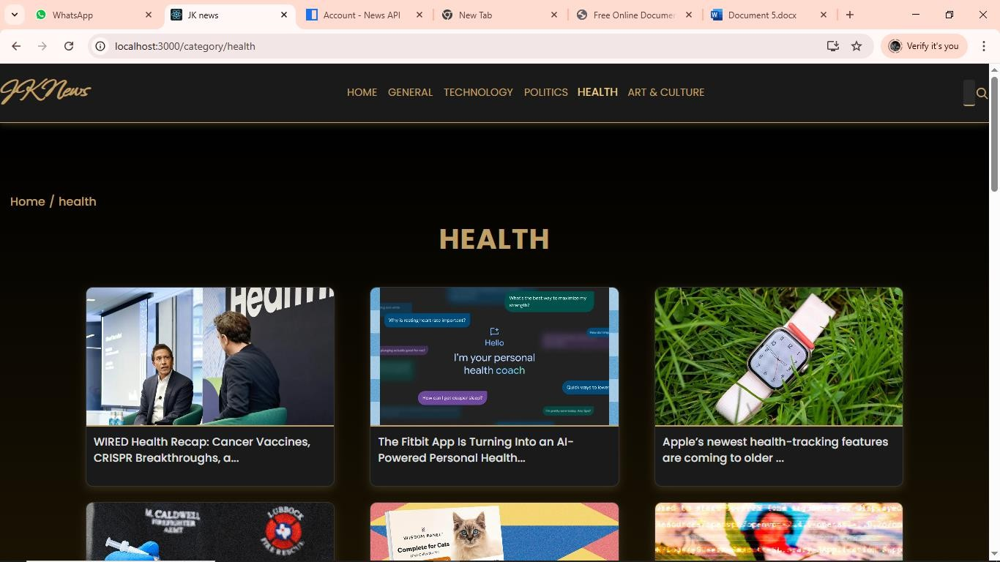 WhatsApp
JK news
Account - News API
New Tab
Free Online Documen
Document 5.docx
localhost:3000/category/health
Verify it's you
JKNews
HOME GENERAL TECHNOLOGY POLITICS HEALTH ART & CULTURE
Home / health
HEALTH
Health
What's the best way to maximize my
strength?
Why is resting heart rate important?
Hello
I'm your personal
health coach
plunging actually good for me?
Quick ways to lower
How can I get deeper sleep?
I'm pretty sore today. Any tips?
WIRED Health Recap: Cancer Vaccines,
CRISPR Breakthroughs, a...
The Fitbit App Is Turning Into an AI-
Powered Personal Health...
Apple’s newest health-tracking features
are coming to older ...
M. CALDWELL
FIREFIGHTER
AEMT
LUBBOCK
FIRE RESCUE
WISDOM PANEL
Complete for Cats